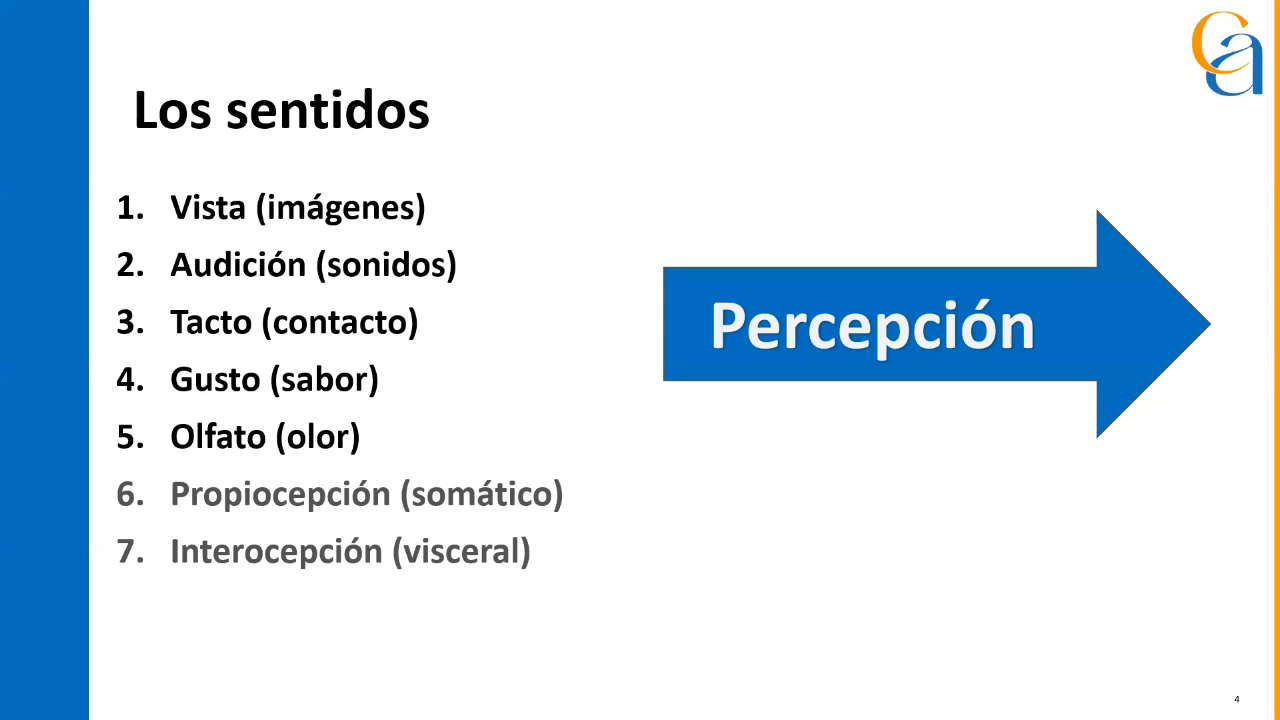 Los sentidos
1. Vista (imágenes)
2. Audición (sonidos)
3. Tacto (contacto)
4. Gusto (sabor)
5. Olfato (olor)
6. Propiocepción (somático)
7. Interocepción (visceral)
Percepción
Ca
4